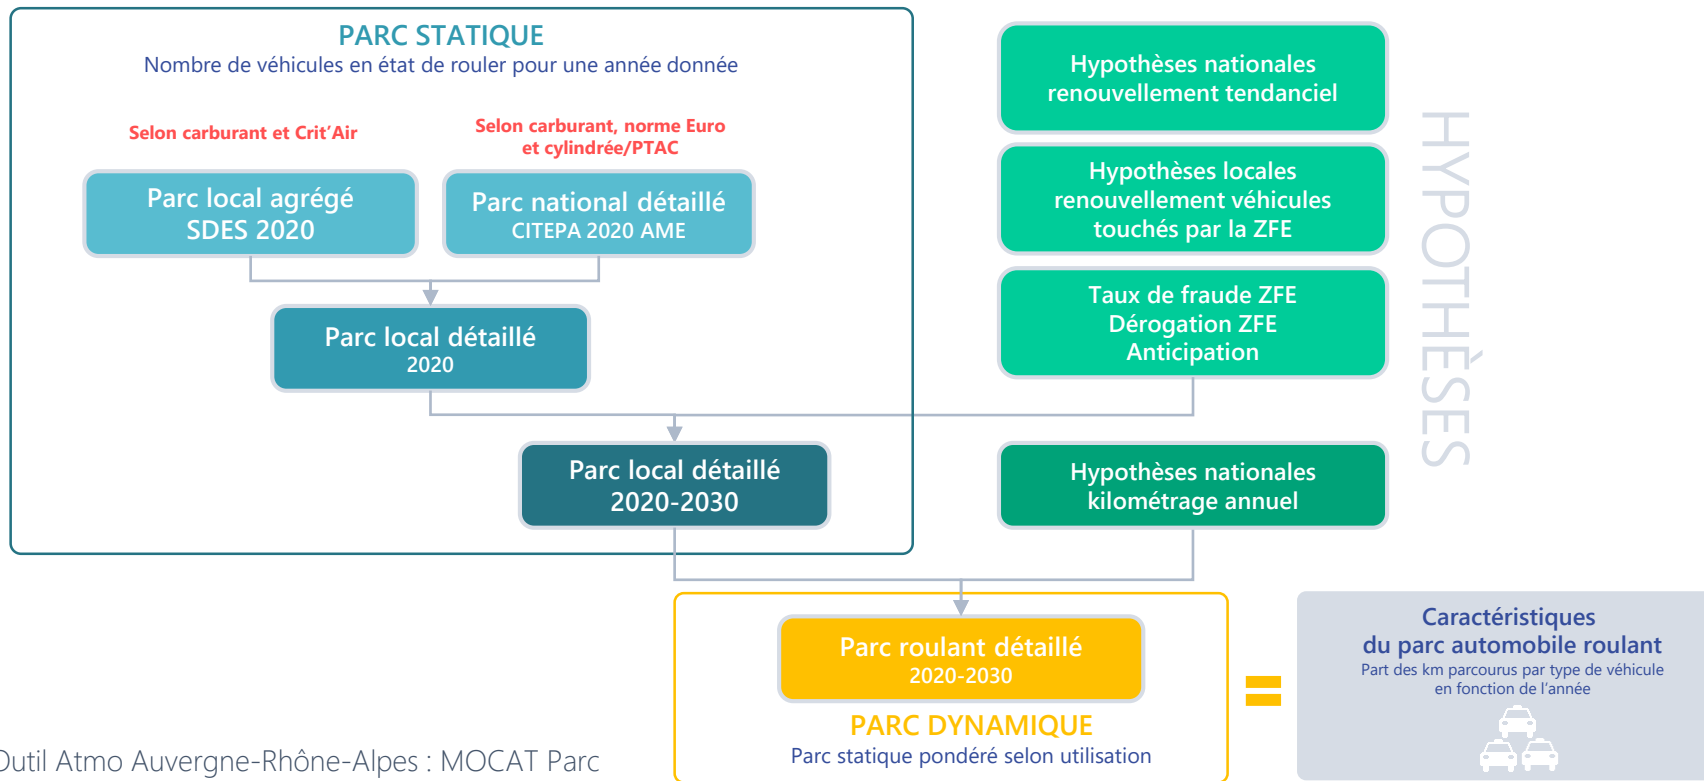 PARC STATIQUE
Nombre de véhicules en état de rouler pour une année donnée
Selon carburant et Crit'Air
Selon carburant, norme Euro
et cylindrée/PTAC
Parc local agrégé
SDES 2020
Parc national détaillé
CITEPA 2020 AME
Parc local détaillé
2020
Parc local détaillé
2020-2030
Hypothèses nationales
renouvellement tendanciel
Hypothèses locales
renouvellement véhicules
touchés par la ZFE
Taux de fraude ZFE
Dérogation ZFE
Anticipation
HYPOTHÈSES
Hypothèses nationales
kilométrage annuel
Parc roulant détaillé
2020-2030
PARC DYNAMIQUE
Parc statique pondéré selon utilisation
Caractéristiques
du parc automobile roulant
Part des km parcourus par type de véhicule
en fonction de l'année
Outil Atmo Auvergne-Rhône-Alpes : MOCAT Parc